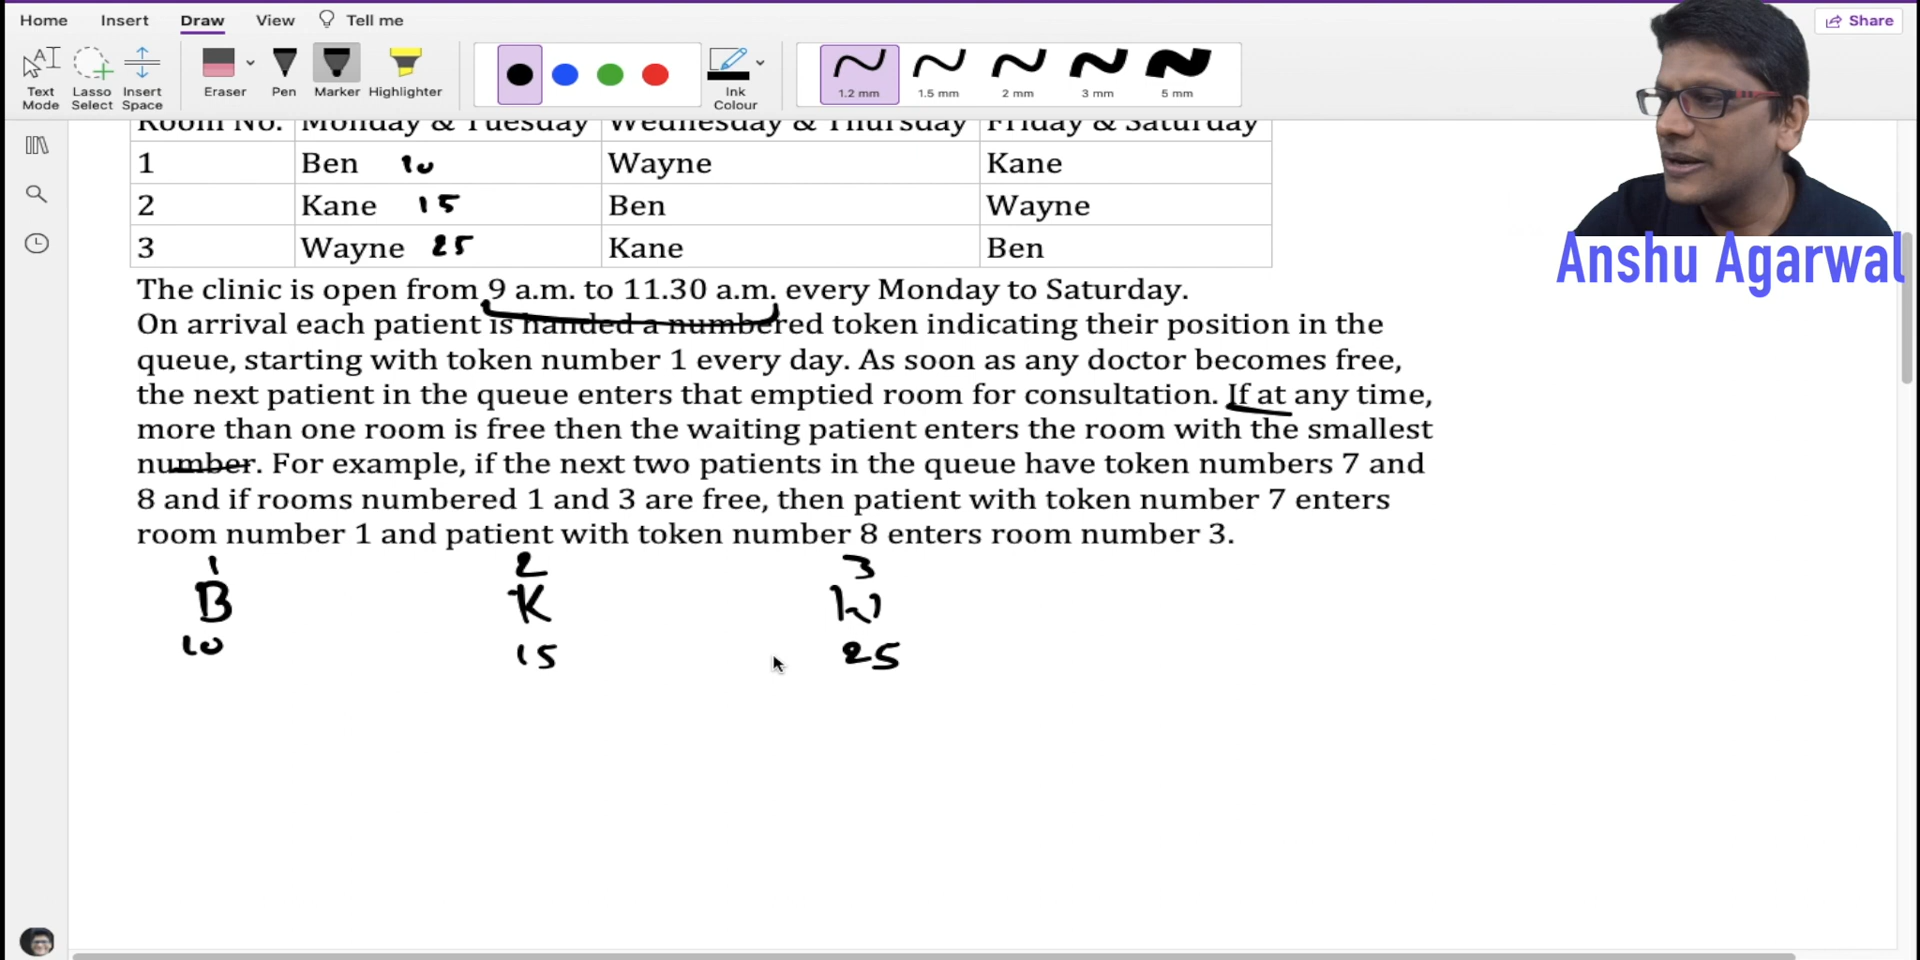 Home Insert Draw View Tell me Share
Text Mode Lasso Select Insert Space Eraser Pen Marker Highlighter Ink Colour 1.2 mm 1.5 mm 2 mm 3 mm 5 mm
Room No. Monday & Tuesday Wednesday & Thursday Friday & Saturday
1 Ben 10 Wayne Kane
2 Kane 15 Ben Wayne
3 Wayne 25 Kane Ben
Anshu Agarwal
The clinic is open from 9 a.m. to 11.30 a.m. every Monday to Saturday.
On arrival each patient is handed a numbered token indicating their position in the
queue, starting with token number 1 every day. As soon as any doctor becomes free,
the next patient in the queue enters that emptied room for consultation. If at any time,
more than one room is free then the waiting patient enters the room with the smallest
number. For example, if the next two patients in the queue have token numbers 7 and
8 and if rooms numbered 1 and 3 are free, then patient with token number 7 enters
room number 1 and patient with token number 8 enters room number 3.
1 2 3
B K W
10 15 25